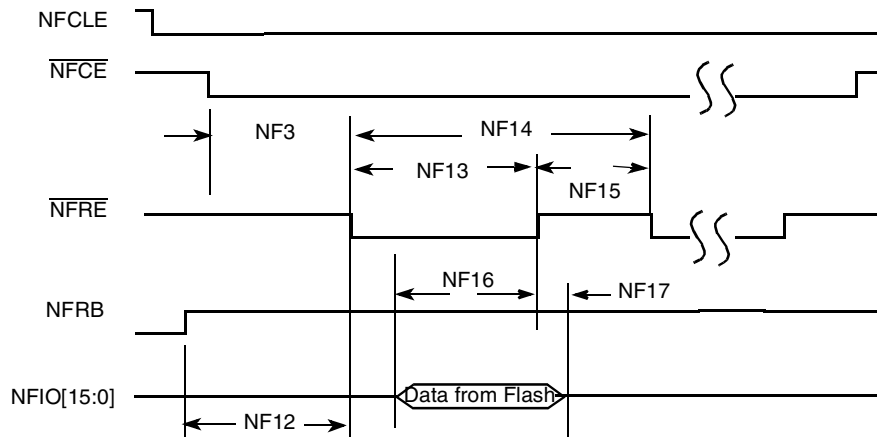 NFCLE
NFCE
NF3
NF14
NF13
NF15
NFRE
NF16
NF17
NFRB
NFIO[15:0]
Data from Flash
NF12